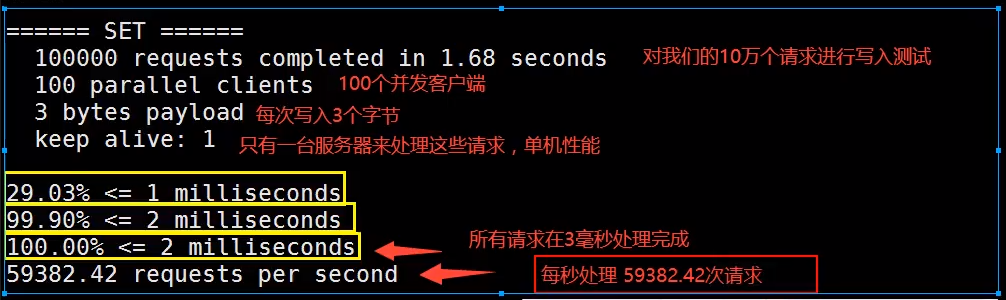 ====== SET ======
100000 requests completed in 1.68 seconds 对我们的10万个请求进行写入测试
100 parallel clients 100个并发客户端
3 bytes payload 每次写入3个字节
keep alive: 1 只有一台服务器来处理这些请求，单机性能
29.03% <= 1 milliseconds
99.90% <= 2 milliseconds
100.00% <= 2 milliseconds 所有请求在3毫秒处理完成
59382.42 requests per second 每秒处理 59382.42次请求